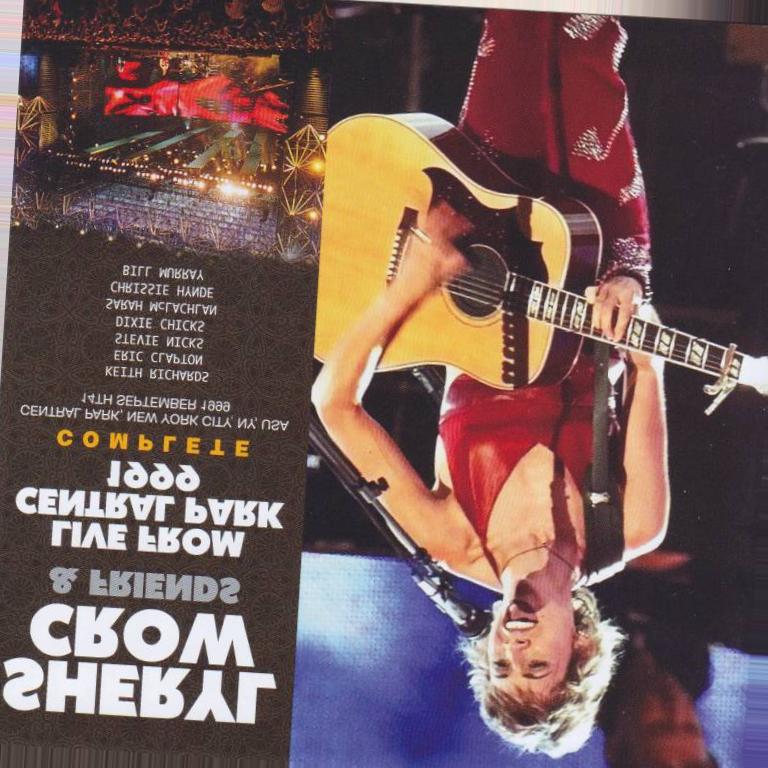 SHERYL
CROW
& FRIENDS
LIVE FROM
CENTRAL PARK
1999
COMPLETE
CENTRAL PARK, NEW YORK CITY, NY, USA
14TH SEPTEMBER 1999
KEITH RICHARDS
ERIC CLAPTON
STEVIE NICKS
DIXIE CHICKS
SARAH McLACHLAN
CHRISSIE HYNDE
BILL MURRAY